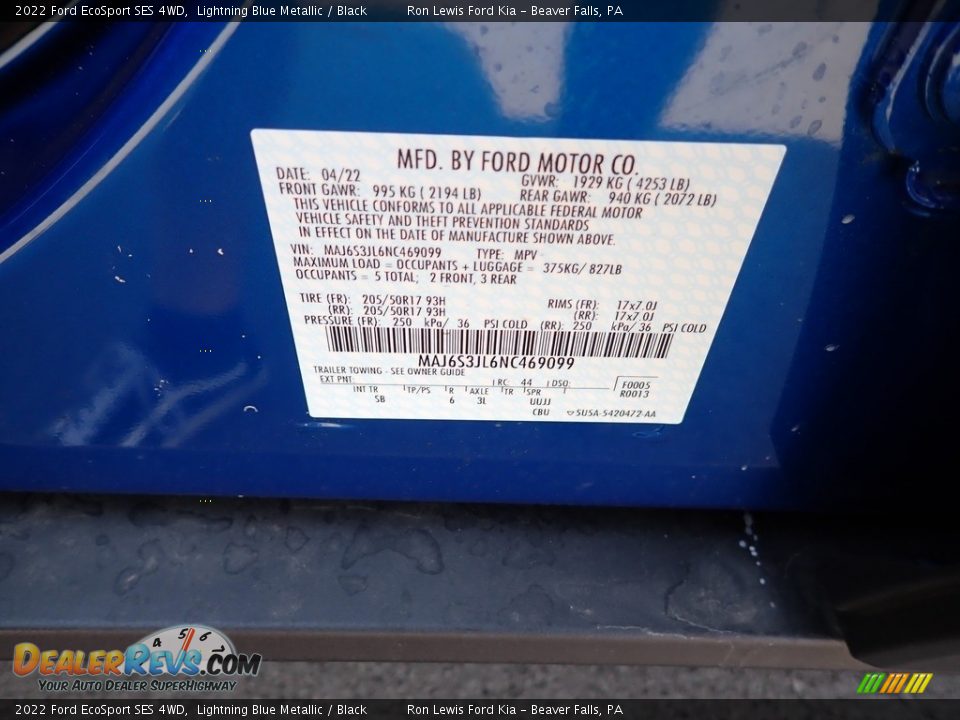 2022 Ford EcoSport SES 4WD, Lightning Blue Metallic / Black Ron Lewis Ford Kia - Beaver Falls, PA
MFD. BY FORD MOTOR CO.
DATE: 04/22 GVWR: 1929 KG ( 4253 LB)
FRONT GAWR: 995 KG ( 2194 LB) REAR GAWR: 940 KG ( 2072 LB)
THIS VEHICLE CONFORMS TO ALL APPLICABLE FEDERAL MOTOR
VEHICLE SAFETY AND THEFT PREVENTION STANDARDS
IN EFFECT ON THE DATE OF MANUFACTURE SHOWN ABOVE.
VIN: MAJ6S3JL6NC469099 TYPE: MPV
MAXIMUM LOAD = OCCUPANTS + LUGGAGE = 375KG/ 827LB
OCCUPANTS = 5 TOTAL; 2 FRONT, 3 REAR
TIRE (FR): 205/50R17 93H RIMS (FR): 17x7.0J
(RR): 205/50R17 93H (RR): 17x7.0J
PRESSURE (FR): 250 kPa/ 36 PSI COLD (RR): 250 kPa/ 36 PSI COLD
MAJ6S3JL6NC469099
TRAILER TOWING - SEE OWNER GUIDE
EXT PNT: RC: 44 DSO: F0005
R0013
INT TR TP/PS R AXLE TR SPR
SB 6 3L UUJJ
CBU SU5A-5420472-AA
4 5 6
DEALERREVS.COM
YOUR AUTO DEALER SUPERHIGHWAY
2022 Ford EcoSport SES 4WD, Lightning Blue Metallic / Black Ron Lewis Ford Kia - Beaver Falls, PA